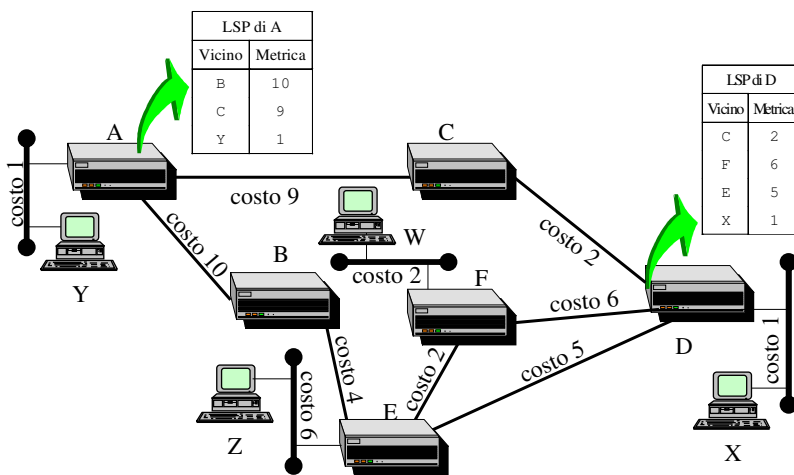 LSP di A
Vicino Metrica
B 10
C 9
Y 1
LSP di D
Vicino Metrica
C 2
F 6
E 5
X 1
A
C
costo 1
costo 9
W
costo 2
costo 2
Y
costo 10
B
F
costo 6
D
costo 1
costo 5
costo 4
costo 2
E
Z
costo 6
X